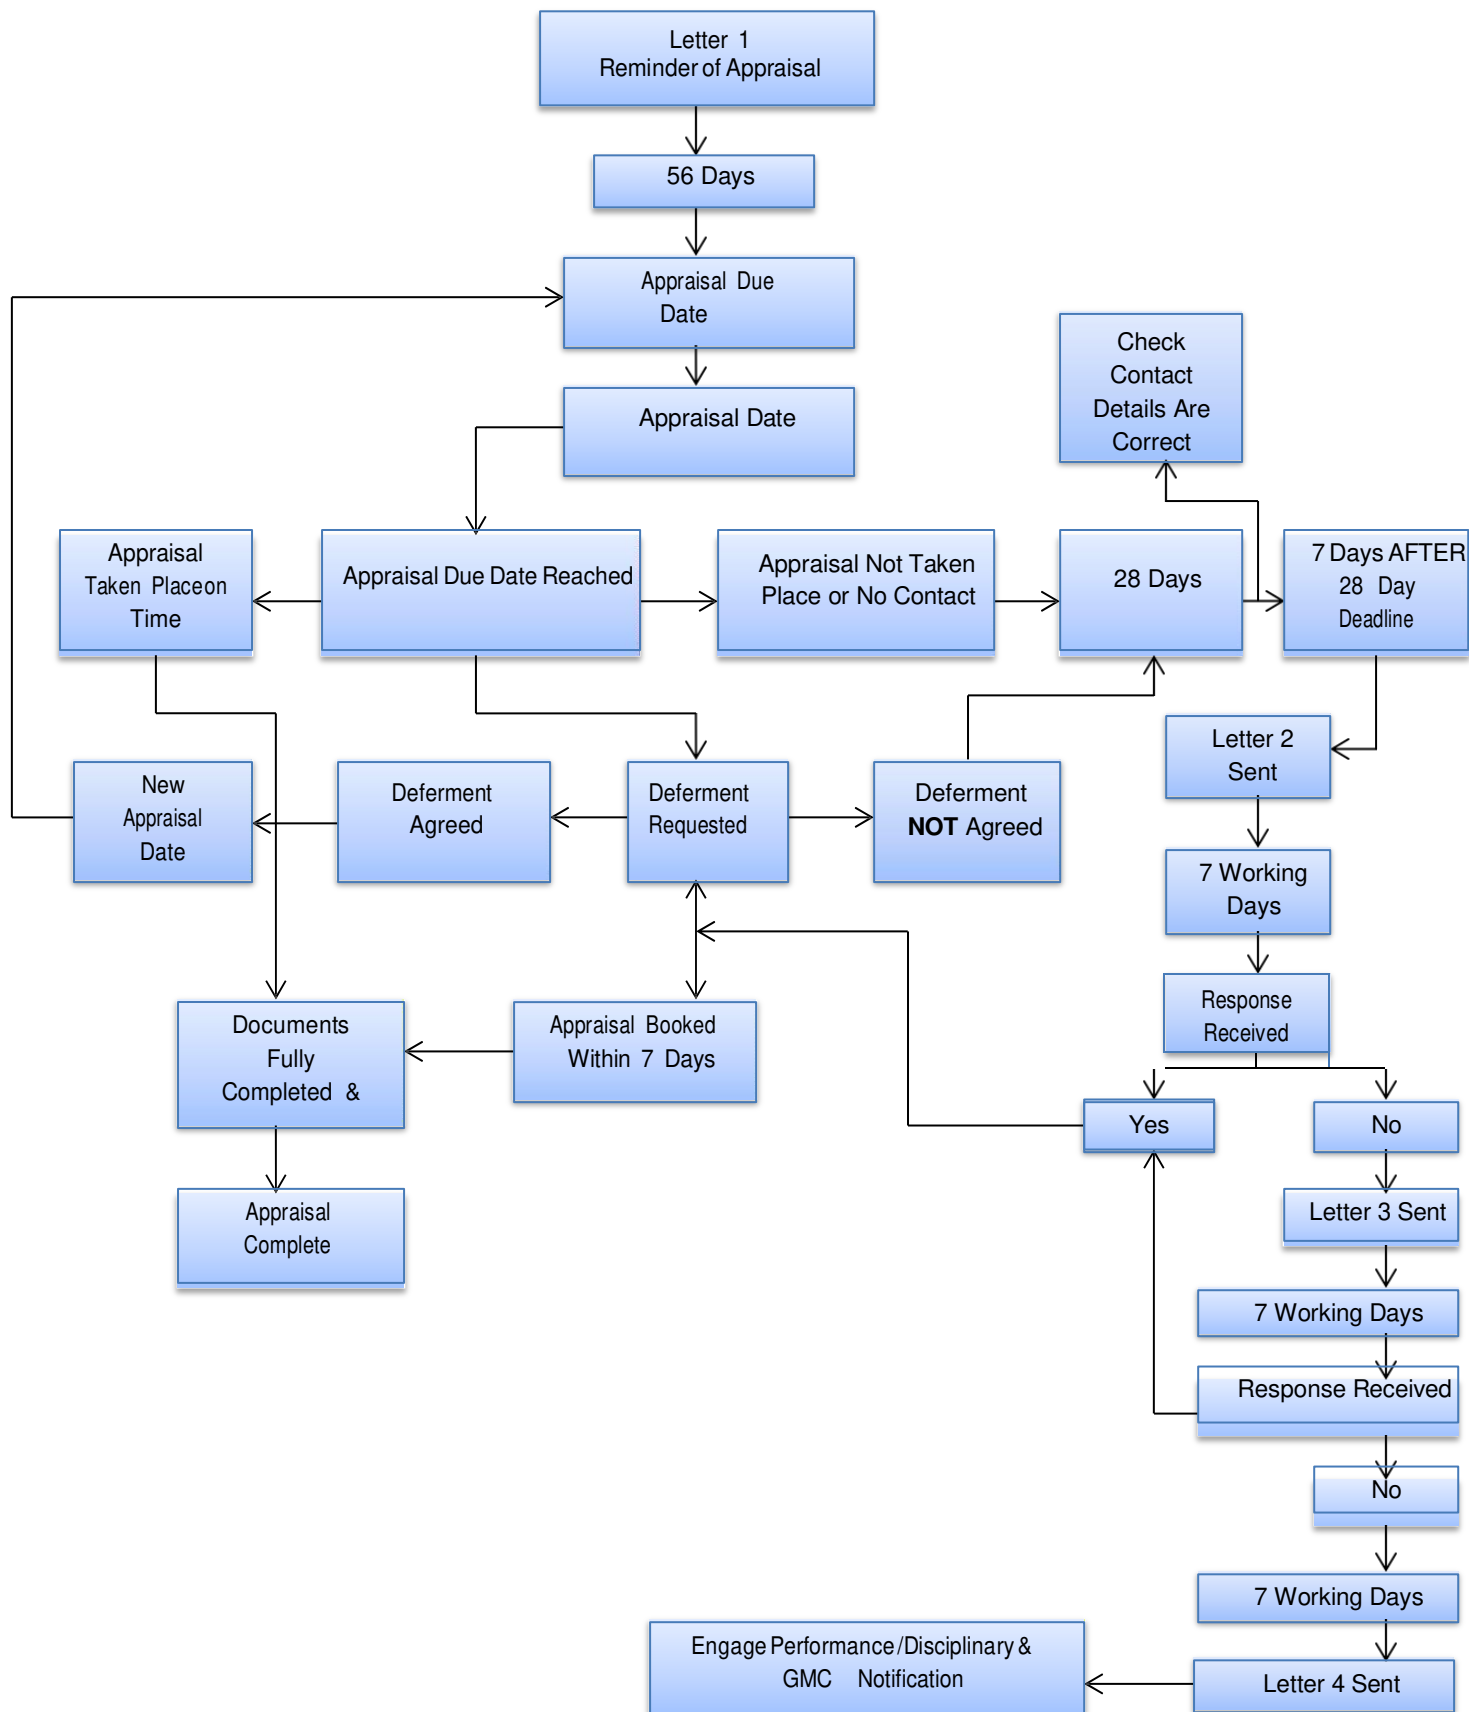 Letter 1
Reminder of Appraisal
56 Days
Appraisal Due
Date
Check
Contact
Details Are
Correct
Appraisal Date
Appraisal
Taken Placeon
Time
Appraisal Due Date Reached
Appraisal Not Taken
Place or No Contact
28 Days
7 Days AFTER
28 Day
Deadline
Letter 2
Sent
New
Appraisal
Date
Deferment
Agreed
Deferment
Requested
Deferment
NOT Agreed
7 Working
Days
Response
Received
Documents
Fully
Completed &
Appraisal Booked
Within 7 Days
Yes
No
Appraisal
Complete
Letter 3 Sent
7 Working Days
Response Received
No
7 Working Days
Engage Performance/Disciplinary &
GMC Notification
Letter 4 Sent